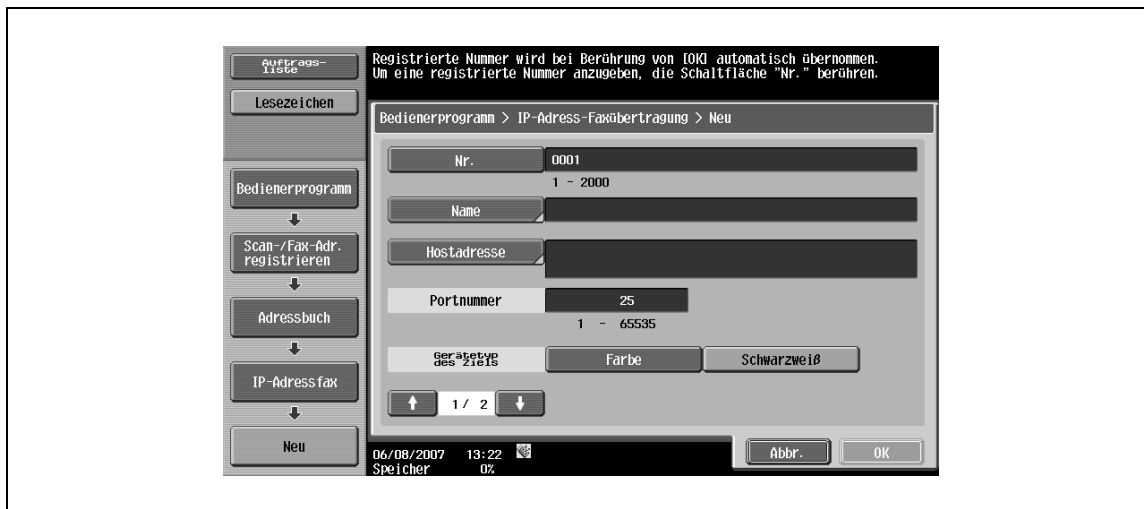 Auftrags-
liste
Lesezeichen
Bedienerprogramm
Scan-/Fax-Adr.
registrieren
Adressbuch
IP-Adressfax
Neu
Registrierte Nummer wird bei Berührung von [OK] automatisch übernommen.
Um eine registrierte Nummer anzugeben, die Schaltfläche "Nr." berühren.
Bedienerprogramm > IP-Adress-Faxübertragung > Neu
Nr. 0001
1 - 2000
Name
Hostadresse
Portnummer 25
1 - 65535
Gerätetyp
des Ziels
Farbe Schwarzweiß
1/ 2
06/08/2007 13:22
Speicher 0%
Abbr. OK